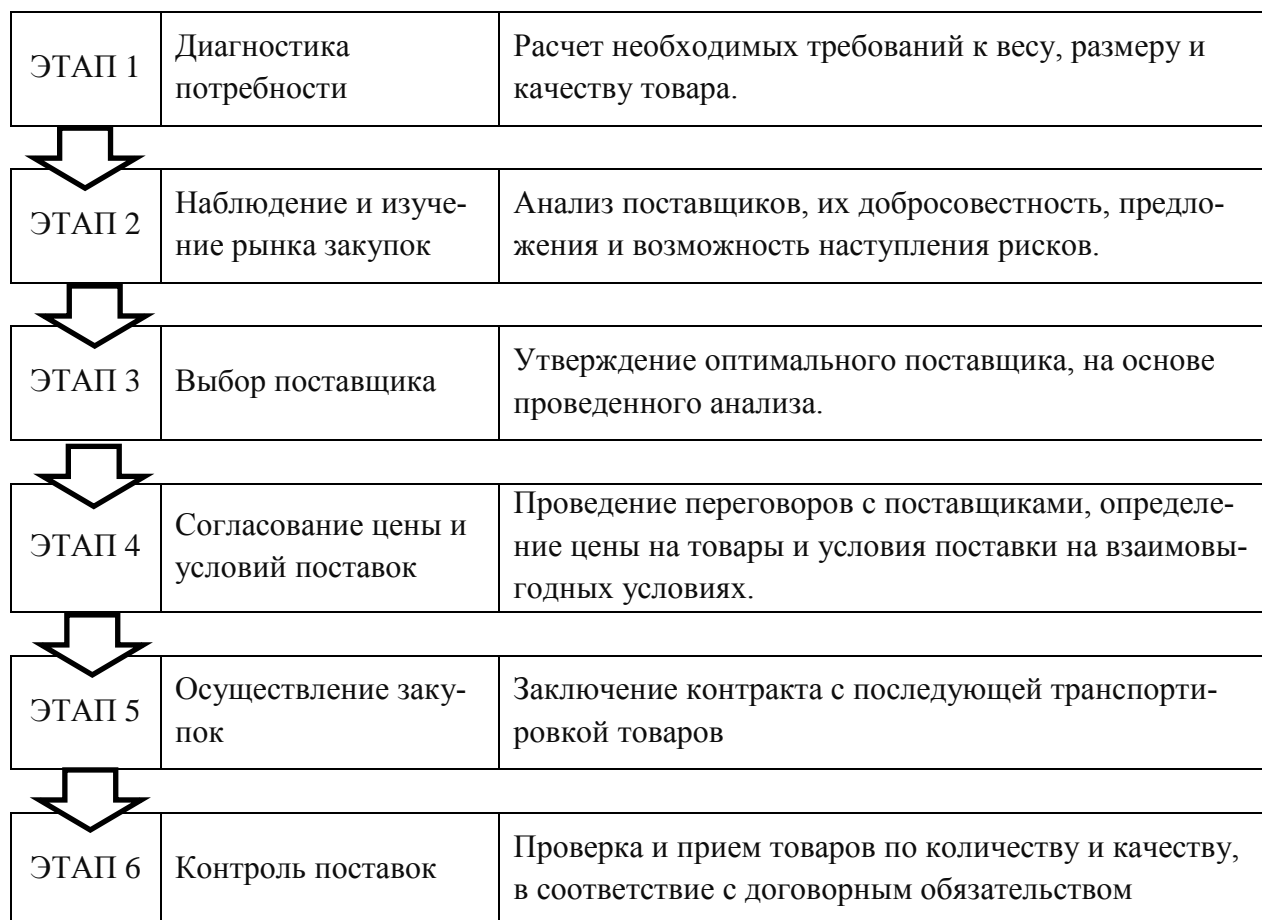 ЭТАП 1
Диагностика
потребности
Расчет необходимых требований к весу, размеру и
качеству товара.
ЭТАП 2
Наблюдение и изуче-
ние рынка закупок
Анализ поставщиков, их добросовестность, предло-
жения и возможность наступления рисков.
ЭТАП 3
Выбор поставщика
Утверждение оптимального поставщика, на основе
проведенного анализа.
ЭТАП 4
Согласование цены и
условий поставок
Проведение переговоров с поставщиками, определе-
ние цены на товары и условия поставки на взаимовы-
годных условиях.
ЭТАП 5
Осуществление заку-
пок
Заключение контракта с последующей транспорти-
ровкой товаров
ЭТАП 6
Контроль поставок
Проверка и прием товаров по количеству и качеству,
в соответствие с договорным обязательством